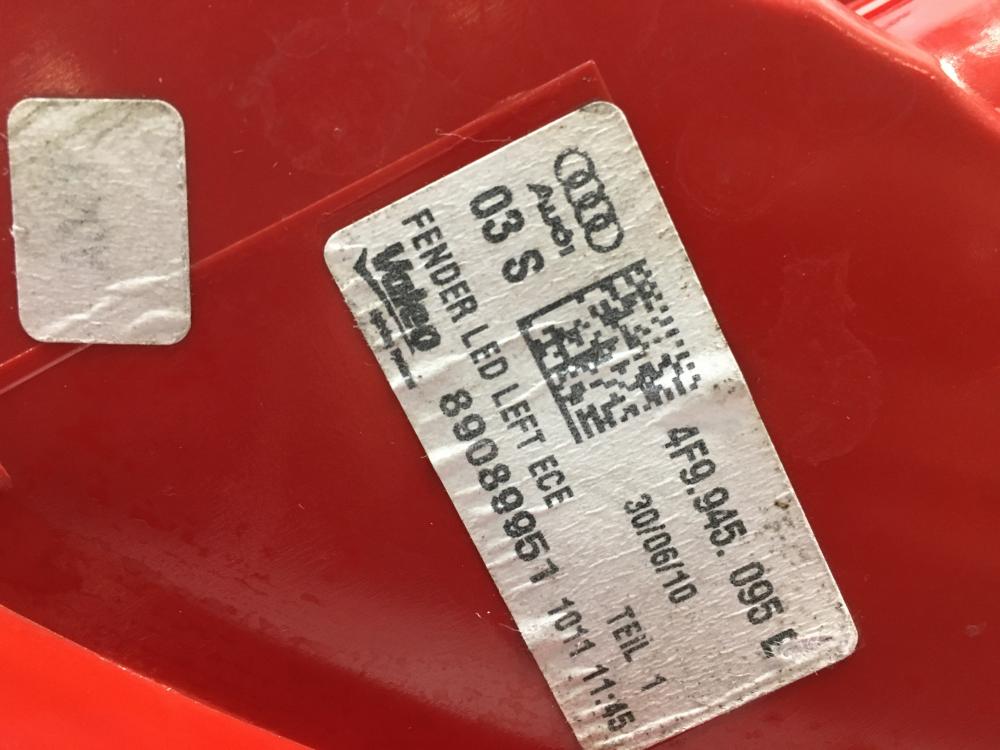 Audi
4F9.945. 095
03 S
30/06/10
TEIL 1
Valeo
FENDER LED LEFT ECE
89089951 1011 11:45